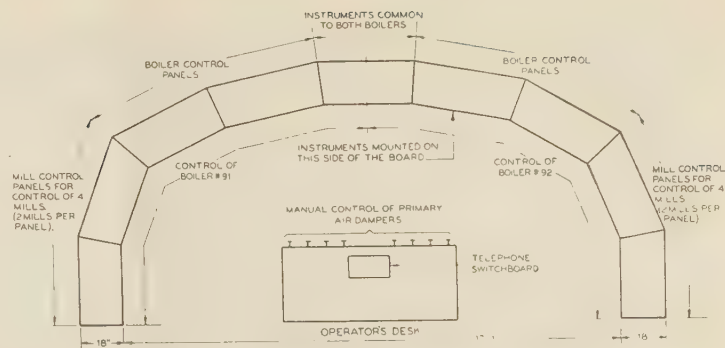 INSTRUMENTS COMMON
TO BOTH BOILERS
BOILER CONTROL
PANELS
BOILER CONTROL
PANELS
MILL CONTROL
PANELS FOR
CONTROL OF 4
MILLS.
(2 MILLS PER
PANEL).
CONTROL OF
BOILER #91
INSTRUMENTS MOUNTED ON
THIS SIDE OF THE BOARD
CONTROL OF
BOILER #92
MILL CONTROL
PANELS FOR
CONTROL OF 4
MILLS
(2 MILLS PER
PANEL)
MANUAL CONTROL OF PRIMARY
AIR DAMPERS
TELEPHONE
SWITCHBOARD
OPERATOR'S DESK
18"
18